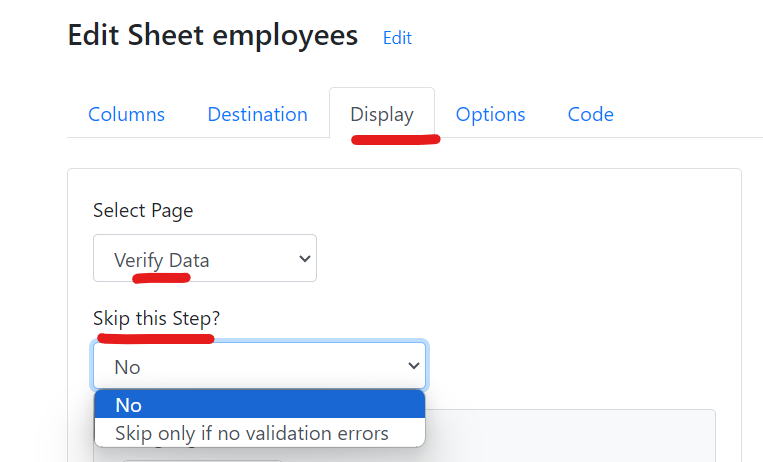 Edit Sheet employees Edit
Columns Destination Display Options Code
Select Page
Verify Data
Skip this Step?
No
No
Skip only if no validation errors